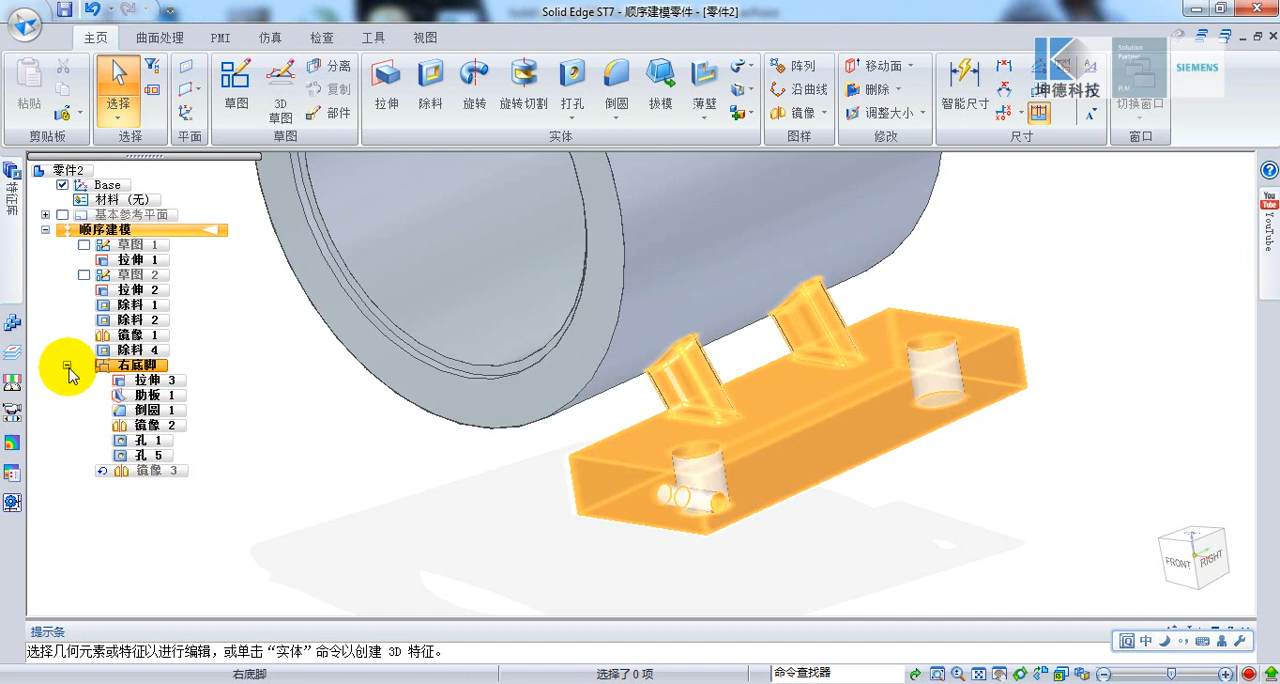 Solid Edge ST7 - 顺序建模零件 - [零件2]
主页 曲面处理 PMI 仿真 检查 工具 视图
粘贴
剪贴板
选择
选择
平面
草图
3D
草图
分离
复制
部件
草图
拉伸
除料
旋转
旋转切割
打孔
倒圆
拔模
薄壁
实体
阵列
沿曲线
镜像
图样
移动面
删除
调整大小
修改
智能尺寸
尺寸
切换窗口
窗口
坤德科技
Solution
Partner
PLM
SIEMENS
特征库
零件2
Base
材料 (无)
基本参考平面
顺序建模
草图 1
拉伸 1
草图 2
拉伸 2
除料 1
除料 2
镜像 1
除料 4
右底脚
拉伸 3
肋板 1
倒圆 1
镜像 2
孔 1
孔 5
镜像 3
You
Tube
YouTube
FRONT
RIGHT
提示条
中
选择几何元素或特征以进行编辑，或单击“实体”命令以创建 3D 特征。
右底脚
选择了 0 项
命令查找器